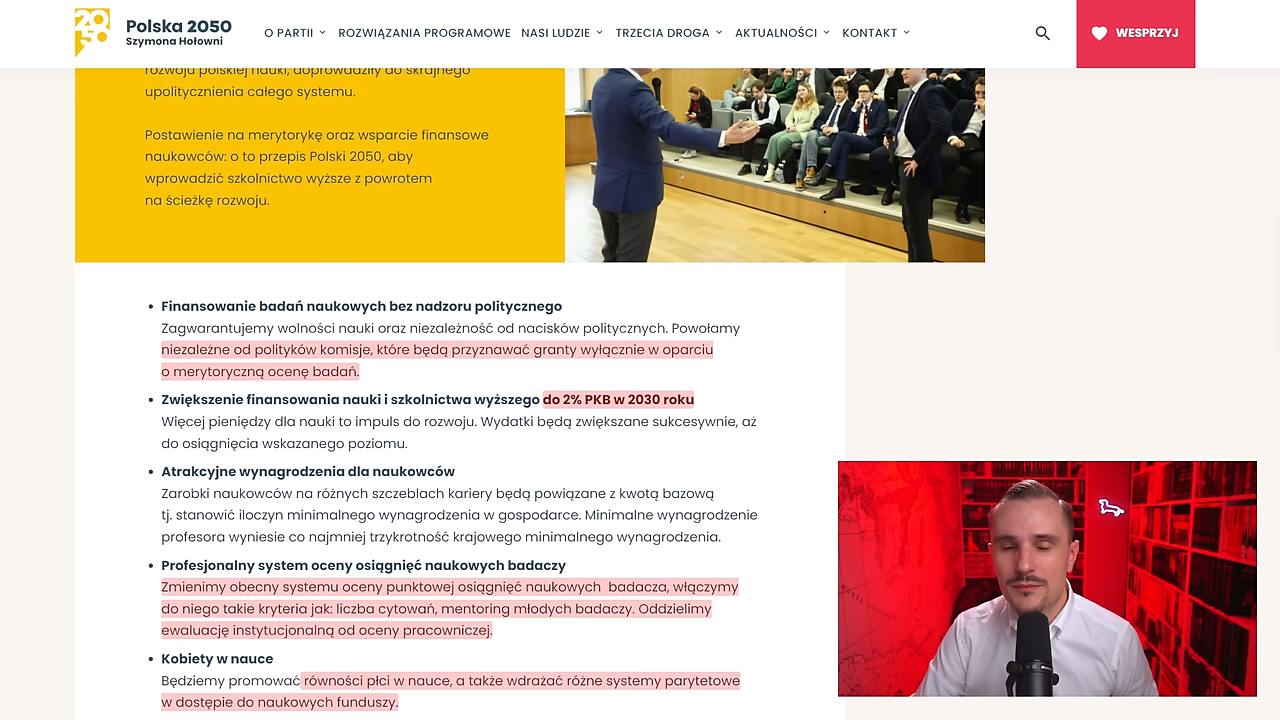 Polska 2050
Szymona Hołowni
O PARTII
ROZWIĄZANIA PROGRAMOWE
NASI LUDZIE
TRZECIA DROGA
AKTUALNOŚCI
KONTAKT
WESPRZYJ
rozwoju polskiej nauki, doprowadziły do skrajnego
upolitycznienia całego systemu.
Postawienie na merytorykę oraz wsparcie finansowe
naukowców: o to przepis Polski 2050, aby
wprowadzić szkolnictwo wyższe z powrotem
na ścieżkę rozwoju.
• Finansowanie badań naukowych bez nadzoru politycznego
Zagwarantujemy wolności nauki oraz niezależność od nacisków politycznych. Powołamy
niezależne od polityków komisje, które będą przyznawać granty wyłącznie w oparciu
o merytoryczną ocenę badań.
• Zwiększenie finansowania nauki i szkolnictwa wyższego do 2% PKB w 2030 roku
Więcej pieniędzy dla nauki to impuls do rozwoju. Wydatki będą zwiększane sukcesywnie, aż
do osiągnięcia wskazanego poziomu.
• Atrakcyjne wynagrodzenia dla naukowców
Zarobki naukowców na różnych szczeblach kariery będą powiązane z kwotą bazową
tj. stanowić iloczyn minimalnego wynagrodzenia w gospodarce. Minimalne wynagrodzenie
profesora wyniesie co najmniej trzykrotność krajowego minimalnego wynagrodzenia.
• Profesjonalny system oceny osiągnięć naukowych badaczy
Zmienimy obecny systemu oceny punktowej osiągnięć naukowych badacza, włączymy
do niego takie kryteria jak: liczba cytowań, mentoring młodych badaczy. Oddzielimy
ewaluację instytucjonalną od oceny pracowniczej.
• Kobiety w nauce
Będziemy promować równości płci w nauce, a także wdrażać różne systemy parytetowe
w dostępie do naukowych funduszy.